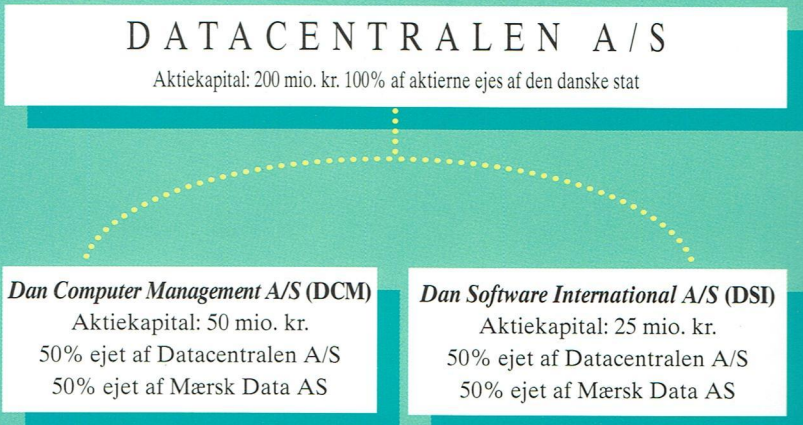 DATACENTRALEN A/S
Aktiekapital: 200 mio. kr. 100% af aktierne ejes af den danske stat
Dan Computer Management A/S (DCM)
Aktiekapital: 50 mio. kr.
50% ejet af Datacentralen A/S
50% ejet af Mærsk Data AS
Dan Software International A/S (DSI)
Aktiekapital: 25 mio. kr.
50% ejet af Datacentralen A/S
50% ejet af Mærsk Data AS